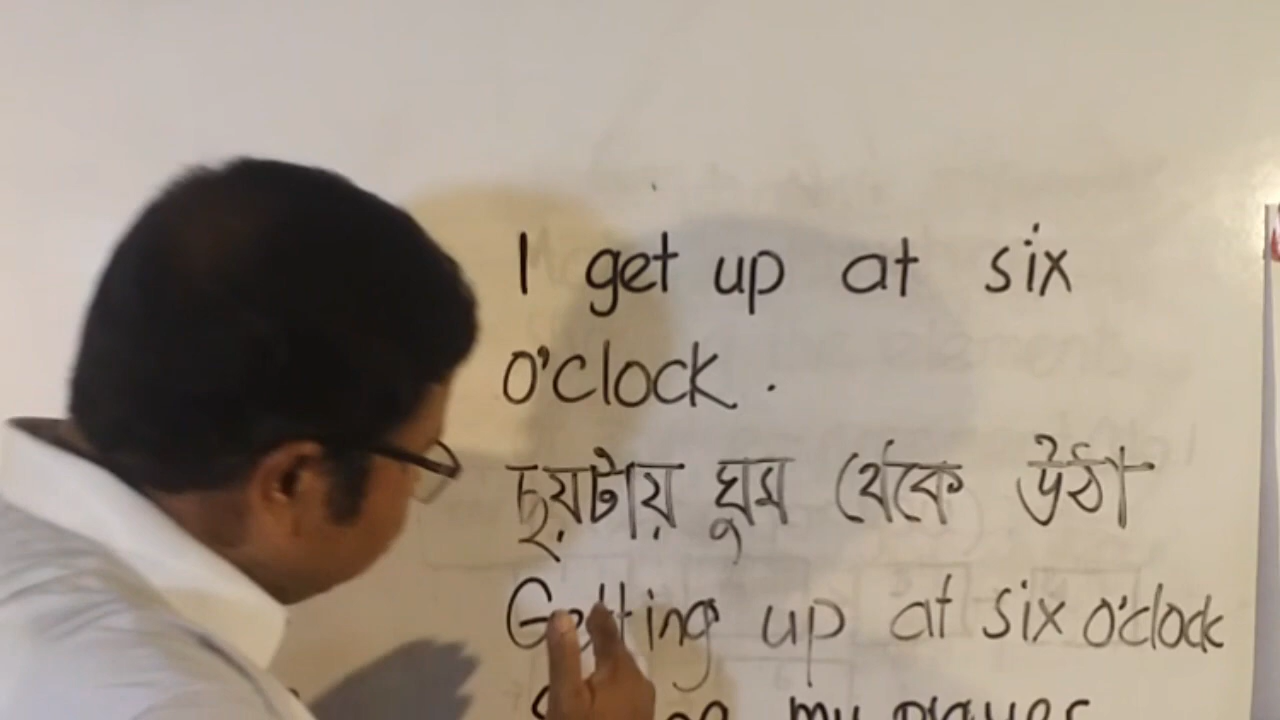 I get up at six
o'clock.
ছয়টায় ঘুম থেকে উঠা
Getting up at six o'clock
my prayer